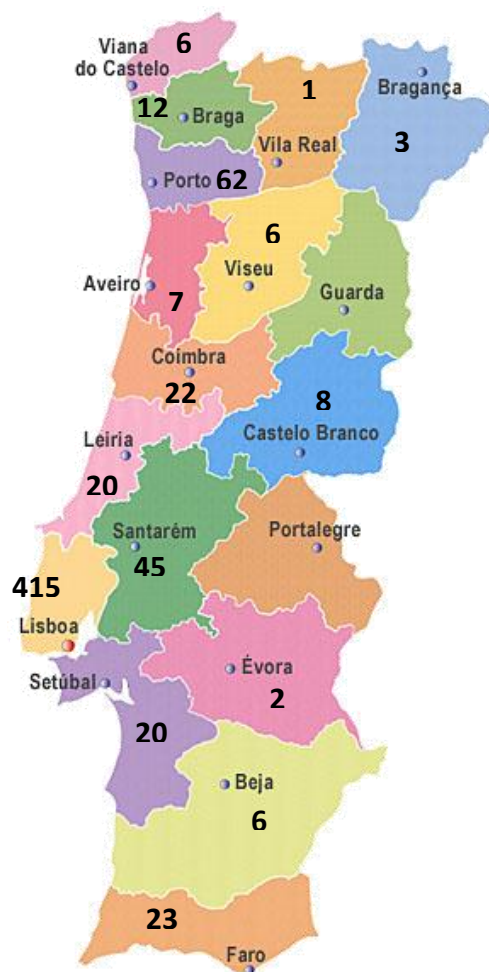 6
Viana
do Castelo
12
Braga
1
Vila Real
Bragança
3
Porto 62
6
Viseu
Aveiro
7
Guarda
Coimbra
22
8
Castelo Branco
Leiria
20
Santarém
45
Portalegre
415
Lisboa
Setúbal
20
Évora
2
Beja
6
23
Faro